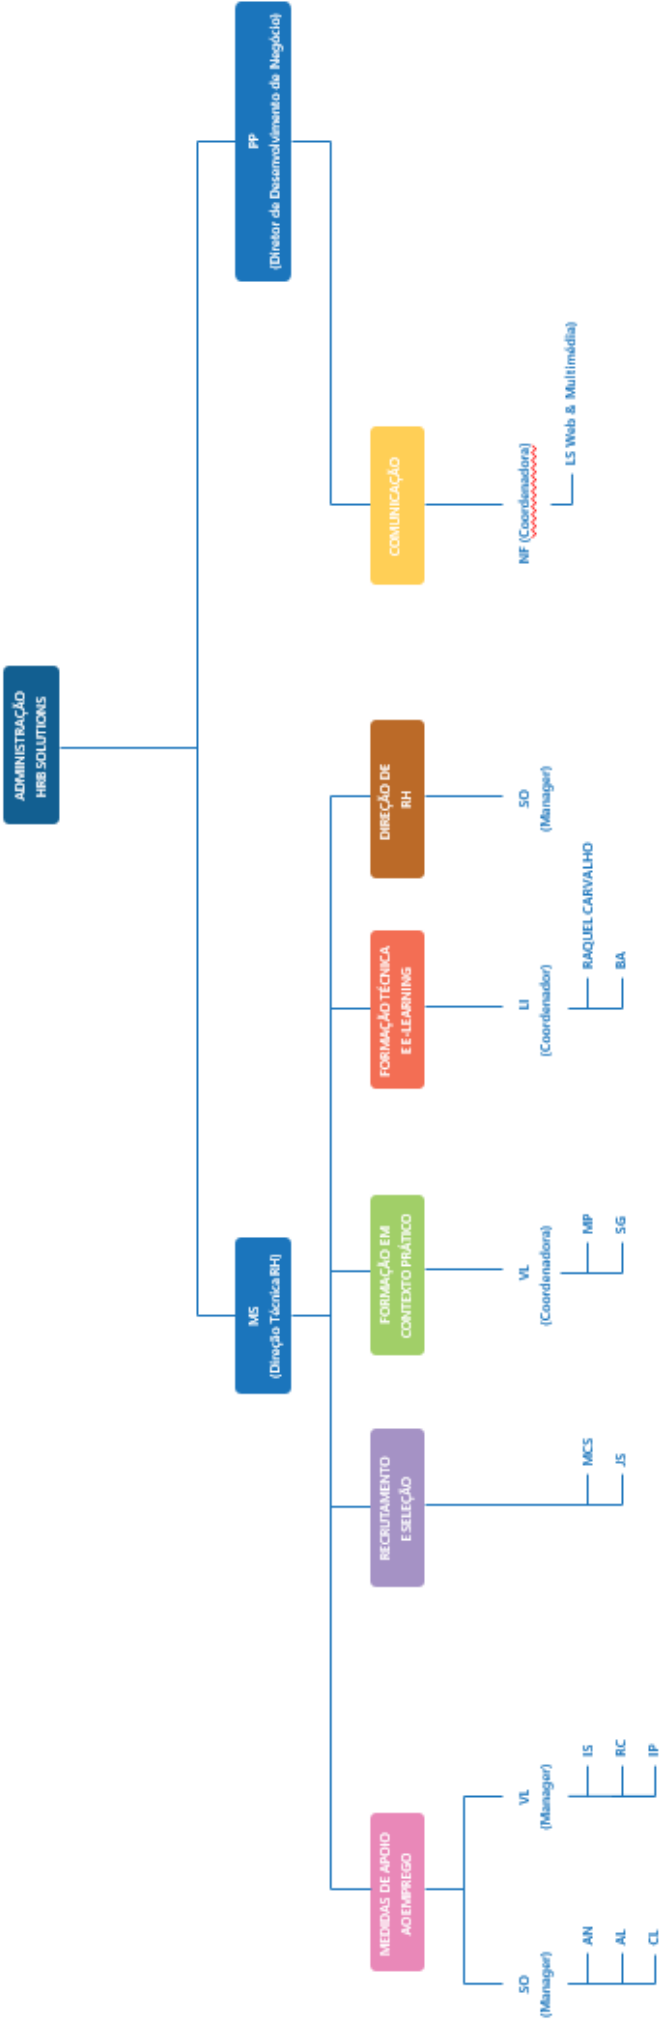 ADMINISTRAÇÃO
HRB SOLUTIONS
MS
(Direção Técnica RH)
PP
(Diretor de Desenvolvimento de Negócio)
MEDIDAS DE APOIO
AO EMPREGO
RECRUTAMENTO
E SELEÇÃO
FORMAÇÃO EM
CONTEXTO PRÁTICO
FORMAÇÃO TÉCNICA
E E-LEARNING
DIREÇÃO DE
RH
COMUNICAÇÃO
SO
(Manager)
AN
AL
CL
VL
(Manager)
IS
RC
IP
MCS
JS
VL
(Coordenadora)
MP
SG
LI
(Coordenador)
RAQUEL CARVALHO
BA
SO
(Manager)
NF (Coordenadora)
LS Web & Multimédia)